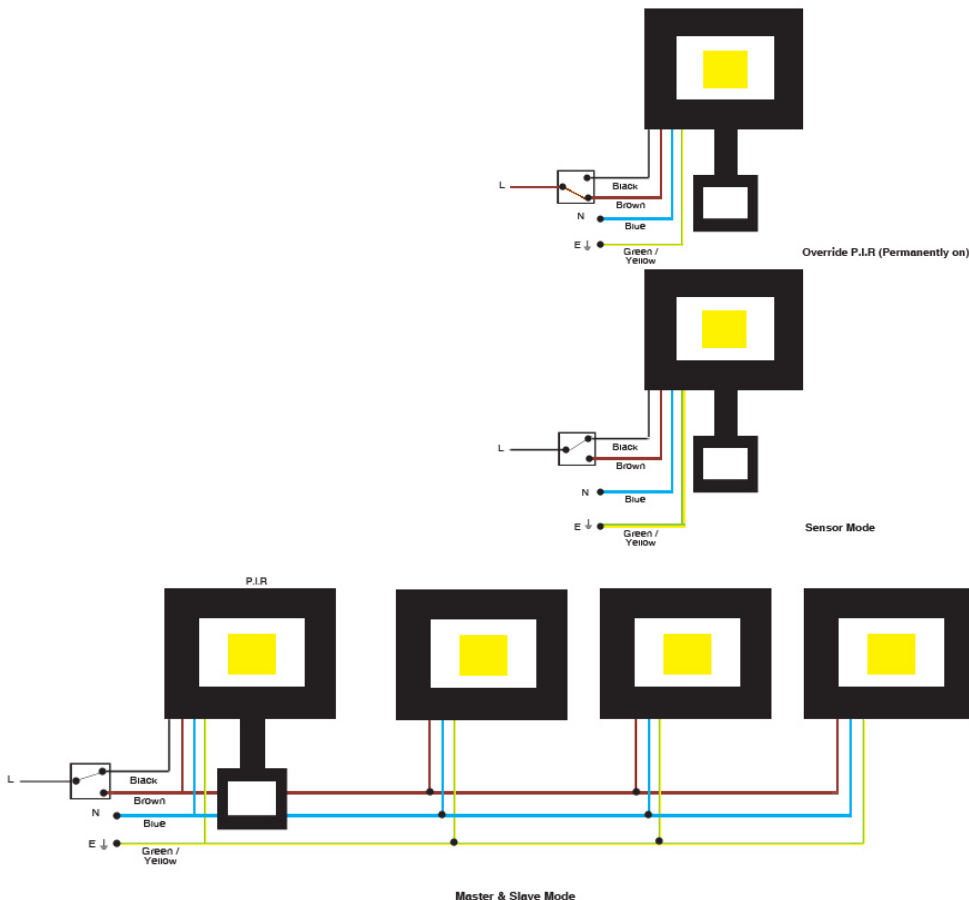 L
Black
Brown
N
Blue
E
Green /
Yellow
Override P.I.R (Permanently on)
L
Black
Brown
N
Blue
E
Green /
Yellow
Sensor Mode
P.I.R
L
Black
Brown
N
Blue
E
Green /
Yellow
Master & Slave Mode